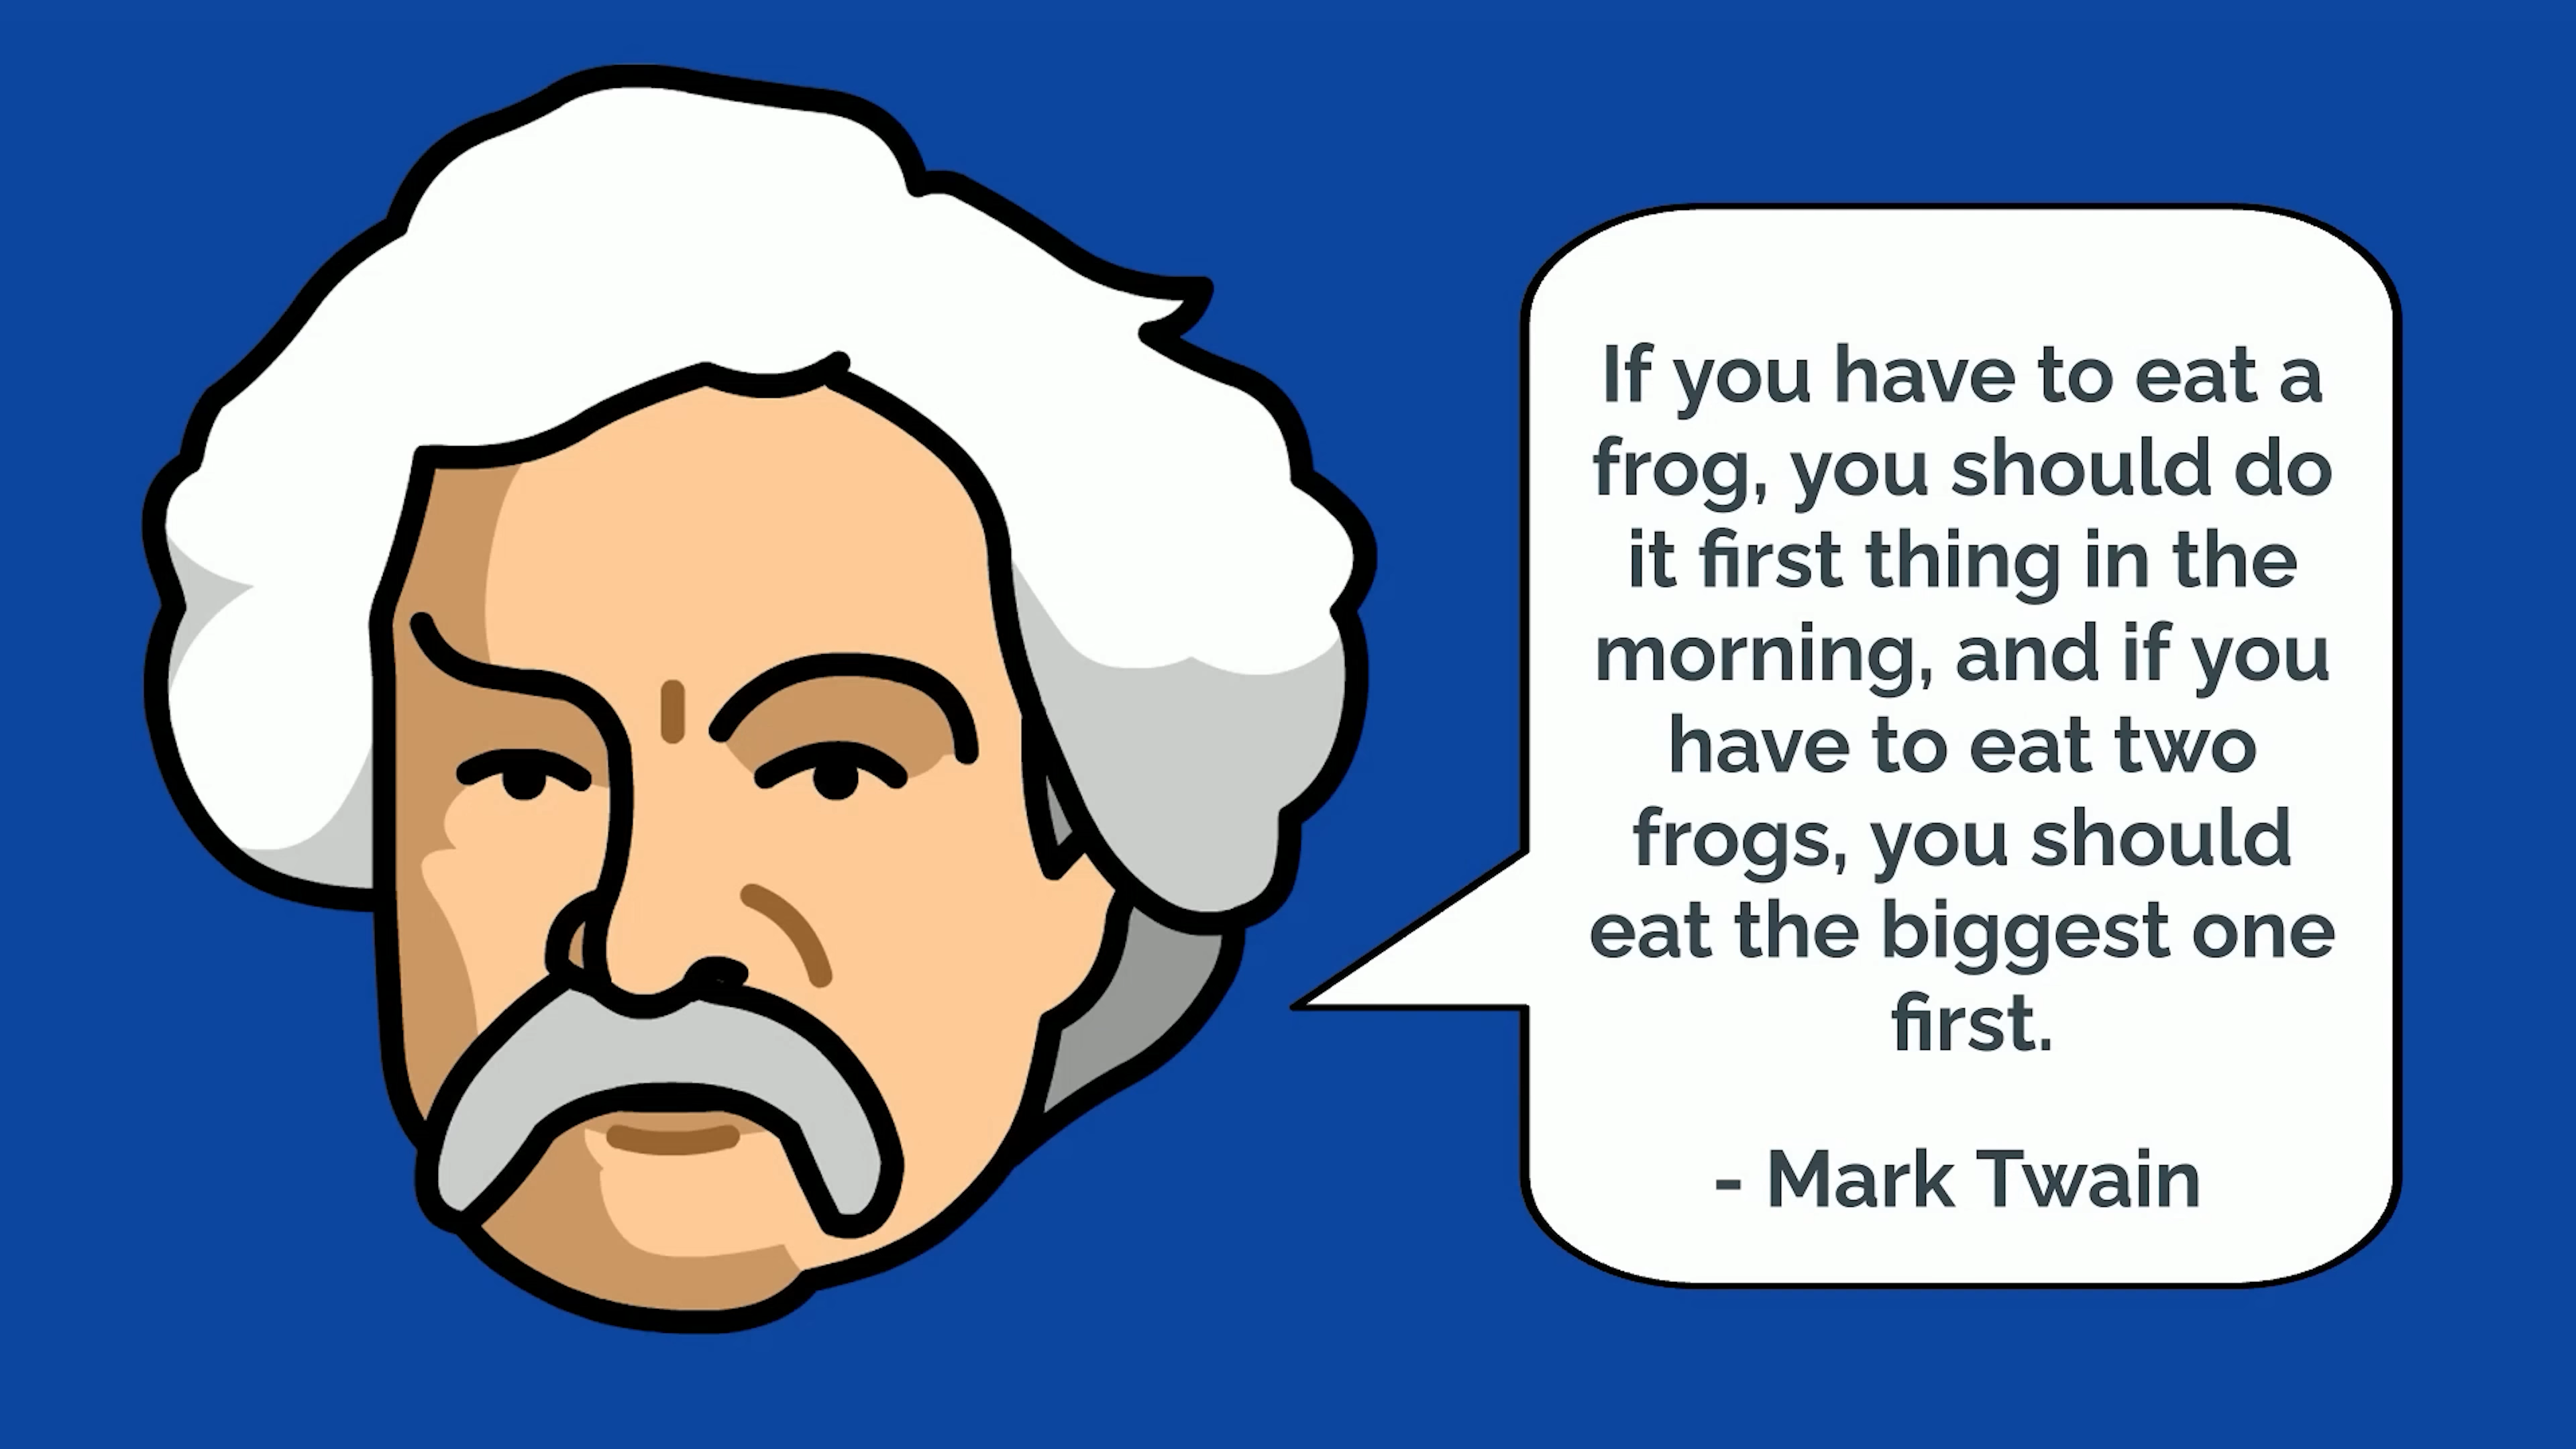 If you have to eat a
frog, you should do
it first thing in the
morning, and if you
have to eat two
frogs, you should
eat the biggest one
first.
- Mark Twain